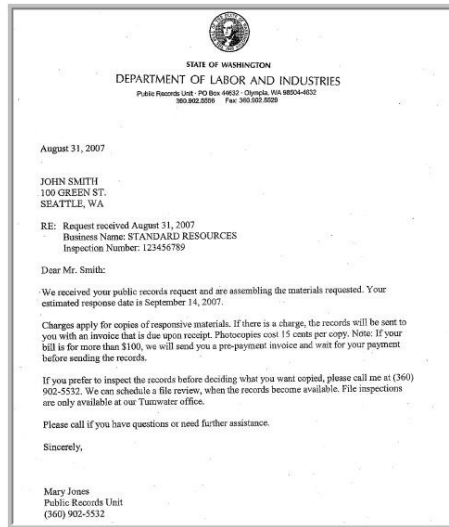 STATE OF WASHINGTON
DEPARTMENT OF LABOR AND INDUSTRIES
Public Records Unit · PO Box 44632 · Olympia, WA 98504-4632
360.902.5556 Fax 360.902.5529
August 31, 2007
JOHN SMITH
100 GREEN ST.
SEATTLE, WA
RE: Request received August 31, 2007
Business Name: STANDARD RESOURCES
Inspection Number: 123456789
Dear Mr. Smith:
We received your public records request and are assembling the materials requested. Your
estimated response date is September 14, 2007.
Charges apply for copies of responsive materials. If there is a charge, the records will be sent to
you with an invoice that is due upon receipt. Photocopies cost 15 cents per copy. Note: If your
bill is for more than $100, we will send you a pre-payment invoice and wait for your payment
before sending the records.
If you prefer to inspect the records before deciding what you want copied, please call me at (360)
902-5532. We can schedule a file review, when the records become available. File inspections
are only available at our Tumwater office.
Please call if you have questions or need further assistance.
Sincerely,
Mary Jones
Public Records Unit
(360) 902-5532